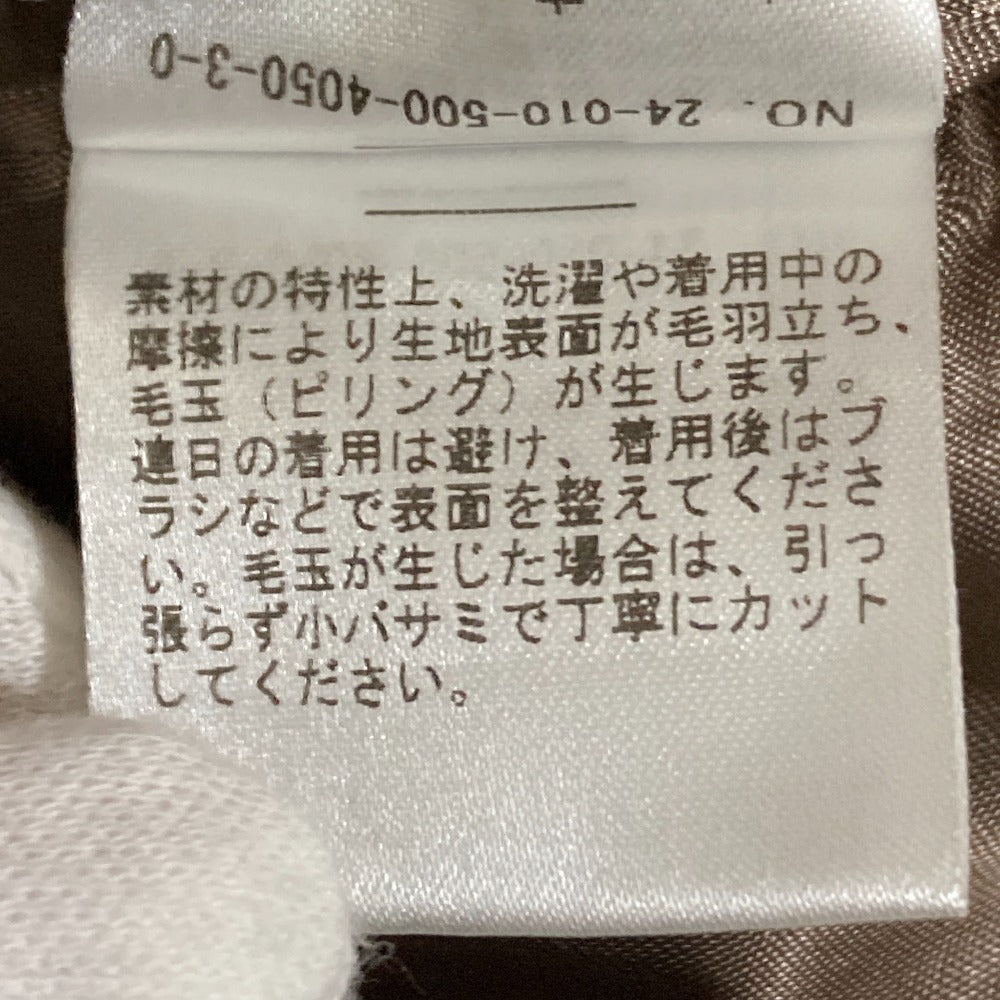 NO. 24-010-500-4050-3-0
素材の特性上、洗濯や着用中の
摩擦により生地表面が毛羽立ち、
毛玉（ピリング）が生じます。
連日の着用は避け、着用後はブ
ラシなどで表面を整えてくださ
い。毛玉が生じた場合は、引っ
張らず小バサミで丁寧にカット
してください。